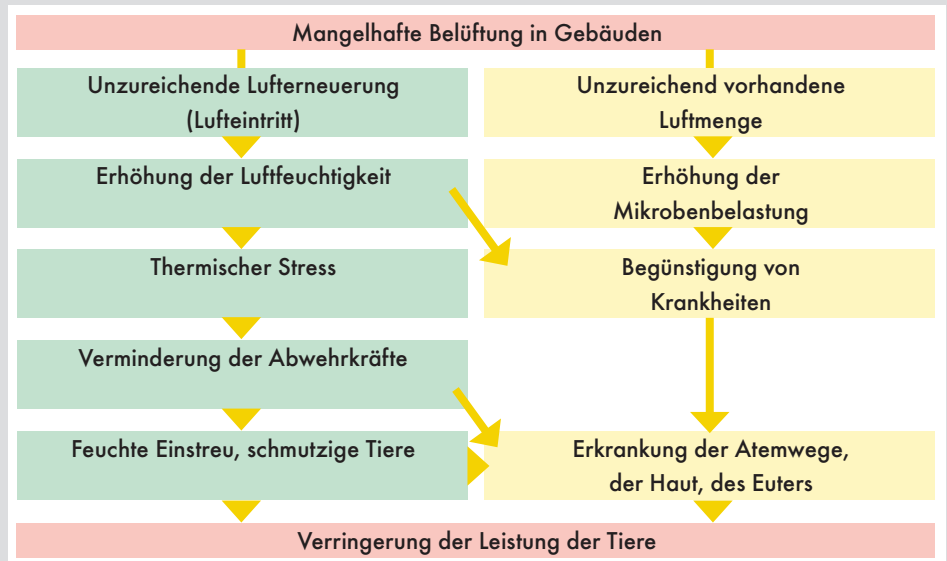 Mangelhafte Belüftung in Gebäuden
Unzureichende Lufterneuerung
(Lufteintritt)
Unzureichend vorhandene
Luftmenge
Erhöhung der Luftfeuchtigkeit
Erhöhung der
Mikrobenbelastung
Thermischer Stress
Begünstigung von
Krankheiten
Verminderung der Abwehrkräfte
Feuchte Einstreu, schmutzige Tiere
Erkrankung der Atemwege,
der Haut, des Euters
Verringerung der Leistung der Tiere